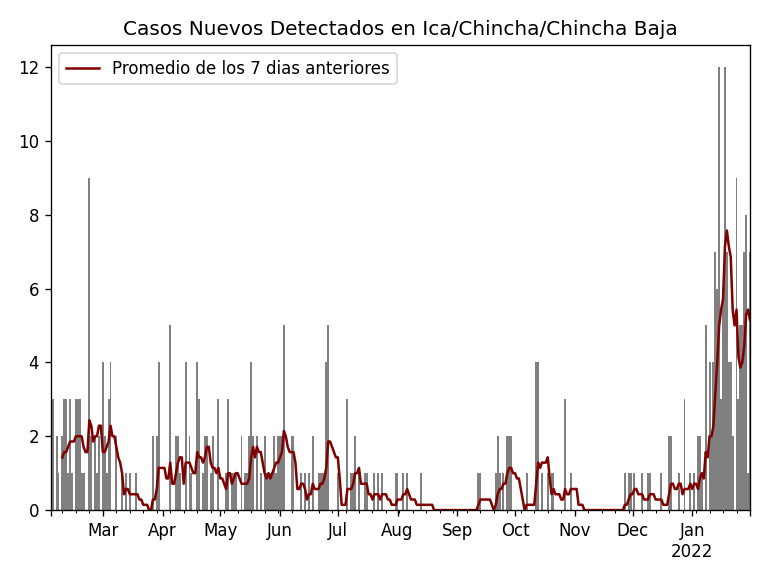 Casos Nuevos Detectados en Ica/Chincha/Chincha Baja
Promedio de los 7 dias anteriores
12
10
8
6
4
2
0
Mar Apr May Jun Jul Aug Sep Oct Nov Dec Jan
2022